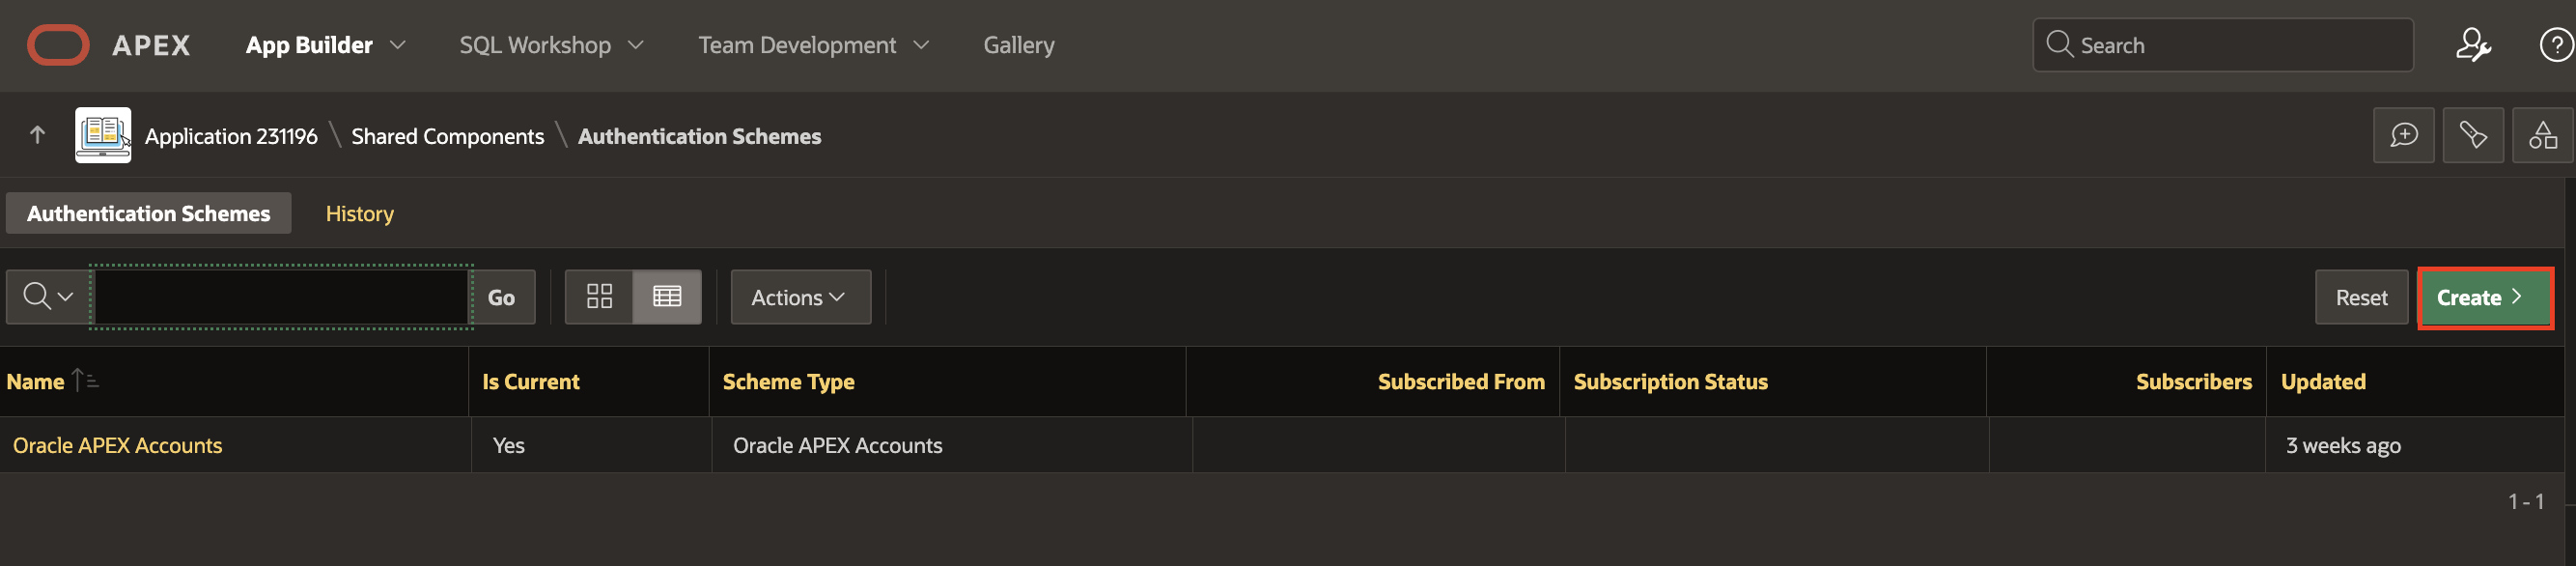 APEX App Builder SQL Workshop Team Development Gallery Search ?
Application 231196 \ Shared Components \ Authentication Schemes
Authentication Schemes History
Go Actions Reset Create
Name Is Current Scheme Type Subscribed From Subscription Status Subscribers Updated
Oracle APEX Accounts Yes Oracle APEX Accounts 3 weeks ago
1 - 1